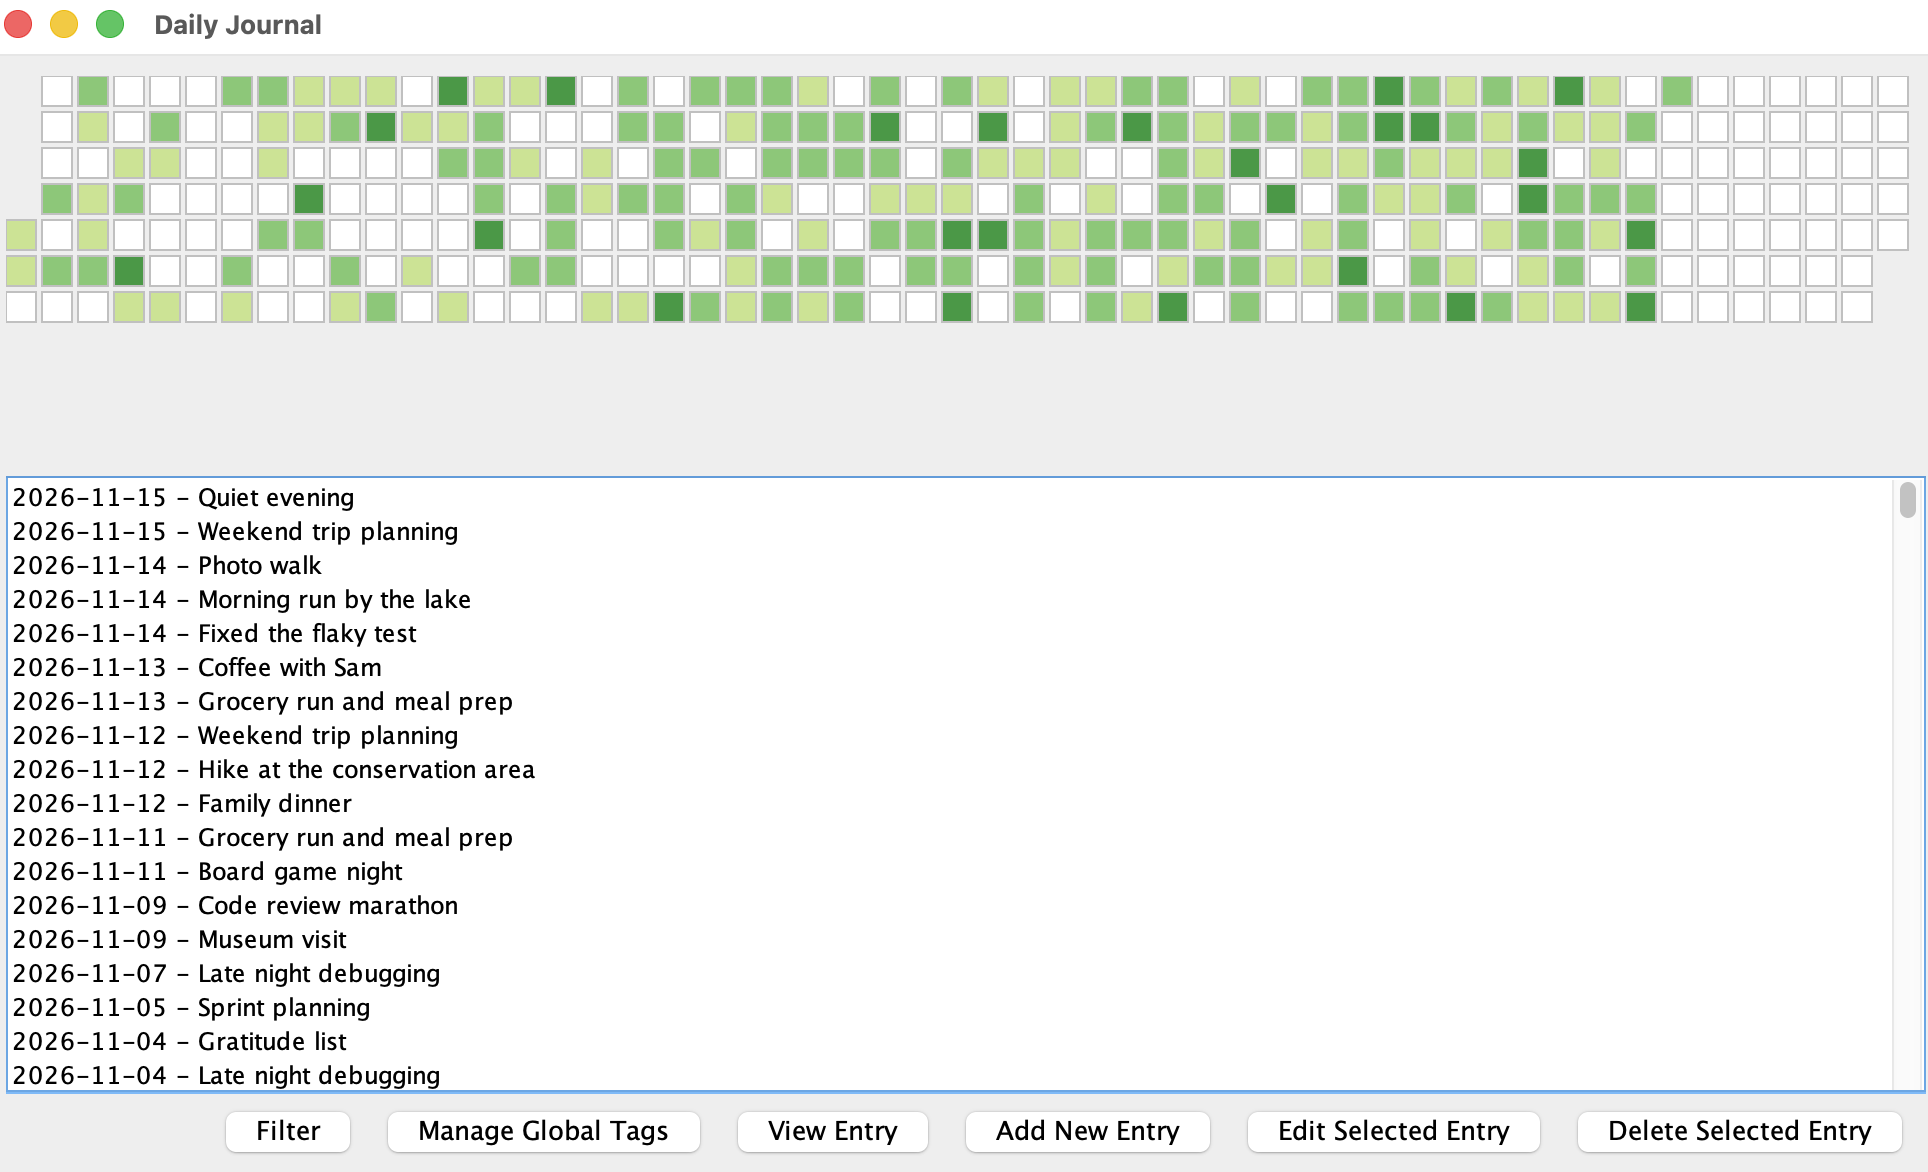 Daily Journal
2026-11-15 - Quiet evening
2026-11-15 - Weekend trip planning
2026-11-14 - Photo walk
2026-11-14 - Morning run by the lake
2026-11-14 - Fixed the flaky test
2026-11-13 - Coffee with Sam
2026-11-13 - Grocery run and meal prep
2026-11-12 - Weekend trip planning
2026-11-12 - Hike at the conservation area
2026-11-12 - Family dinner
2026-11-11 - Grocery run and meal prep
2026-11-11 - Board game night
2026-11-09 - Code review marathon
2026-11-09 - Museum visit
2026-11-07 - Late night debugging
2026-11-05 - Sprint planning
2026-11-04 - Gratitude list
2026-11-04 - Late night debugging
Filter Manage Global Tags View Entry Add New Entry Edit Selected Entry Delete Selected Entry